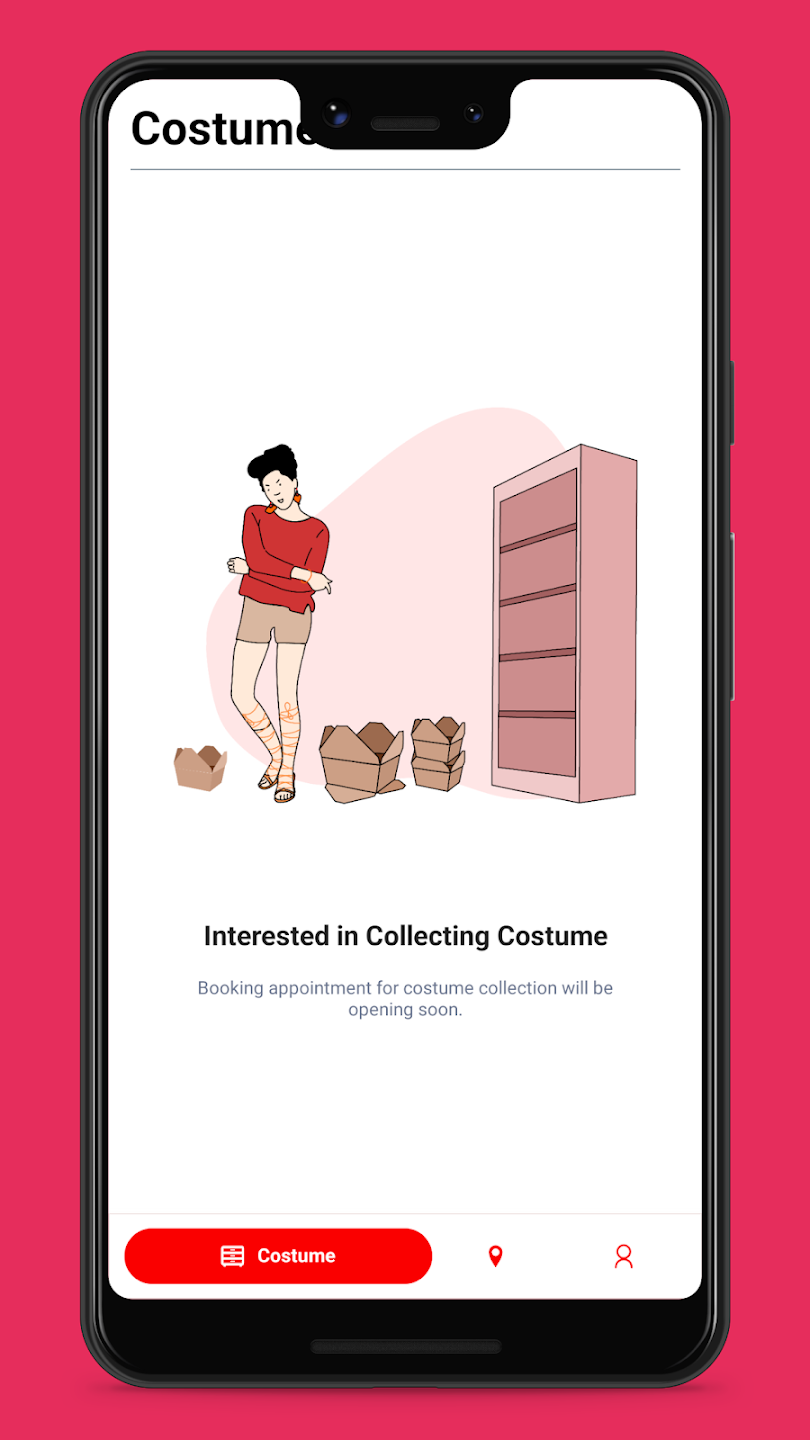 Costume
Interested in Collecting Costume
Booking appointment for costume collection will be
opening soon.
Costume